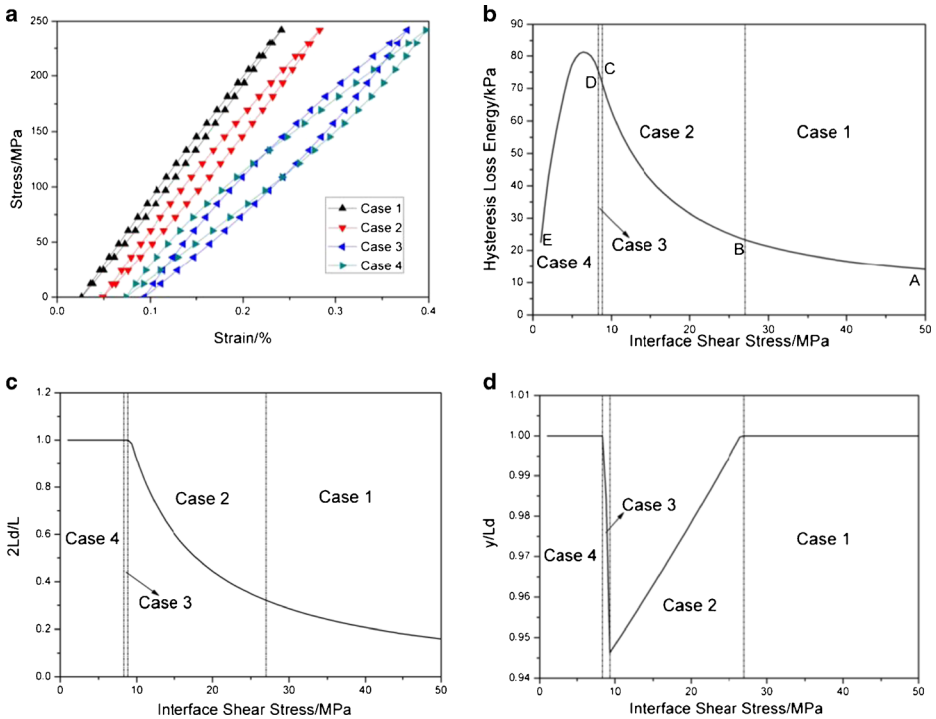 a
Stress/MPa
250
200
150
100
50
0
0.0
0.1
0.2
0.3
0.4
Strain/%
Case 1
Case 2
Case 3
Case 4
b
Hysteresis Loss Energy/kPa
90
80
70
60
50
40
30
20
10
0
0
10
20
30
40
50
Interface Shear Stress/MPa
C
D
Case 2
Case 1
E
Case 3
B
Case 4
A
c
2Ld/L
1.2
1.0
0.8
0.6
0.4
0.2
0.0
0
10
20
30
40
50
Interface Shear Stress/MPa
Case 2
Case 1
Case 4
Case 3
d
y/Ld
1.01
1.00
0.99
0.98
0.97
0.96
0.95
0.94
0
10
20
30
40
50
Interface Shear Stress/MPa
Case 3
Case 4
Case 1
Case 2